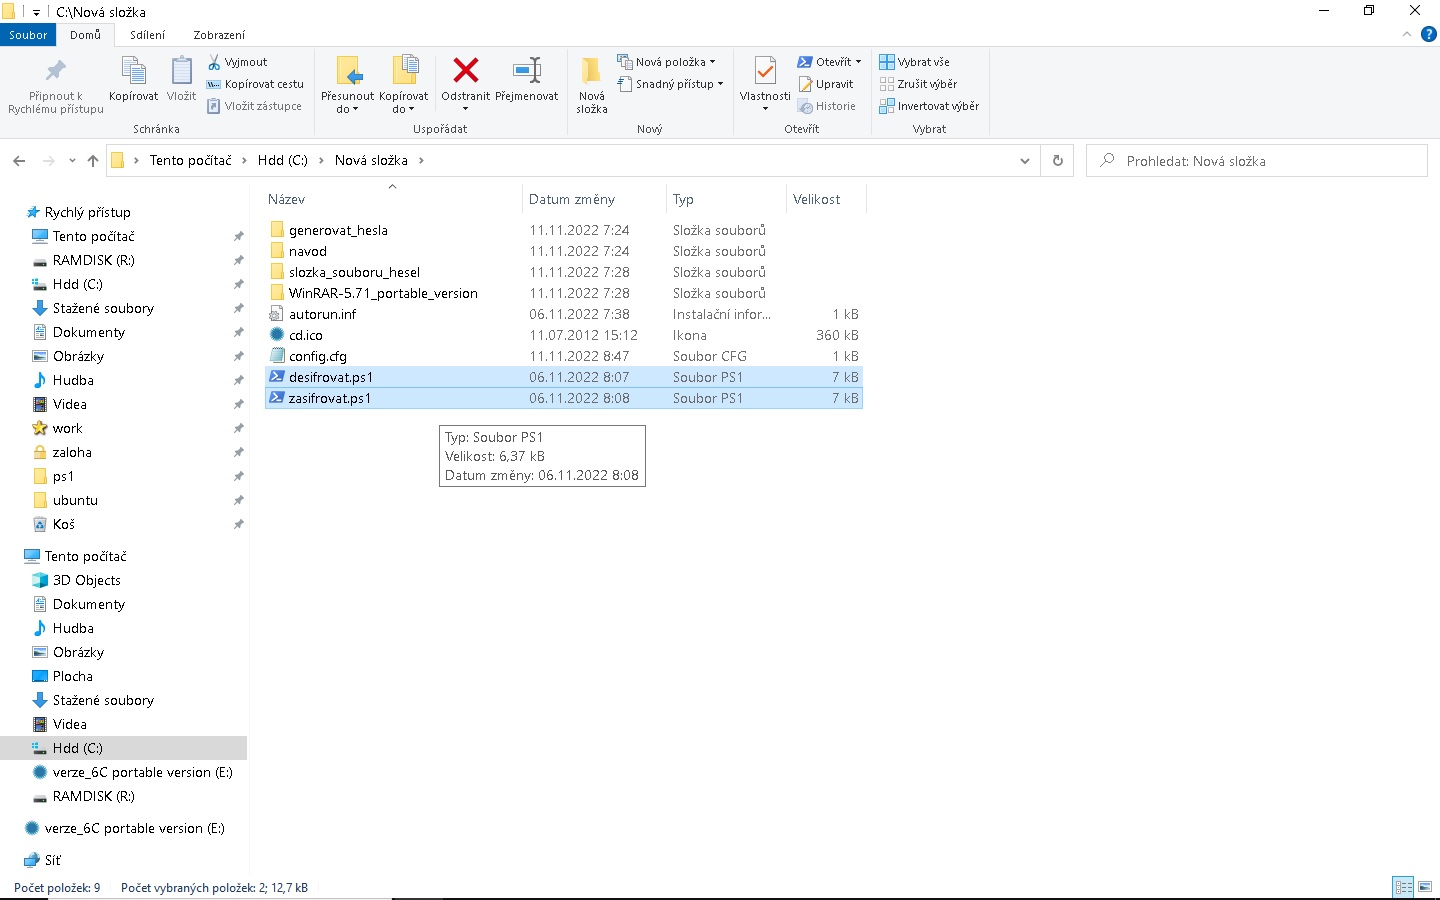 C:\Nová složka
Soubor
Domů
Sdílení
Zobrazení
Připnout k Rychlému přístupu
Kopírovat
Vložit
Vyjmout
Kopírovat cestu
Vložit zástupce
Schránka
Přesunout do
Kopírovat do
Odstranit
Přejmenovat
Uspořádat
Nová složka
Nová položka
Snadný přístup
Nový
Vlastnosti
Otevřít
Upravit
Historie
Otevřít
Vybrat vše
Zrušit výběr
Invertovat výběr
Vybrat
Tento počítač
Hdd (C:)
Nová složka
Prohledat: Nová složka
Rychlý přístup
Tento počítač
RAMDISK (R:)
Hdd (C:)
Stažené soubory
Dokumenty
Obrázky
Hudba
Videa
work
zaloha
ps1
ubuntu
Koš
Tento počítač
3D Objects
Dokumenty
Hudba
Obrázky
Plocha
Stažené soubory
Videa
Hdd (C:)
verze_6C portable version (E:)
RAMDISK (R:)
verze_6C portable version (E:)
Síť
Název Datum změny Typ Velikost
generovat_hesla 11.11.2022 7:24 Složka souborů
navod 11.11.2022 7:24 Složka souborů
slozka_souboru_hesel 11.11.2022 7:28 Složka souborů
WinRAR-5.71_portable_version 11.11.2022 7:28 Složka souborů
autorun.inf 06.11.2022 7:38 Instalační infor... 1 kB
cd.ico 11.07.2012 15:12 Ikona 360 kB
config.cfg 11.11.2022 8:47 Soubor CFG 1 kB
desifrovat.ps1 06.11.2022 8:07 Soubor PS1 7 kB
zasifrovat.ps1 06.11.2022 8:08 Soubor PS1 7 kB
Typ: Soubor PS1
Velikost: 6,37 kB
Datum změny: 06.11.2022 8:08
Počet položek: 9 Počet vybraných položek: 2; 12,7 kB